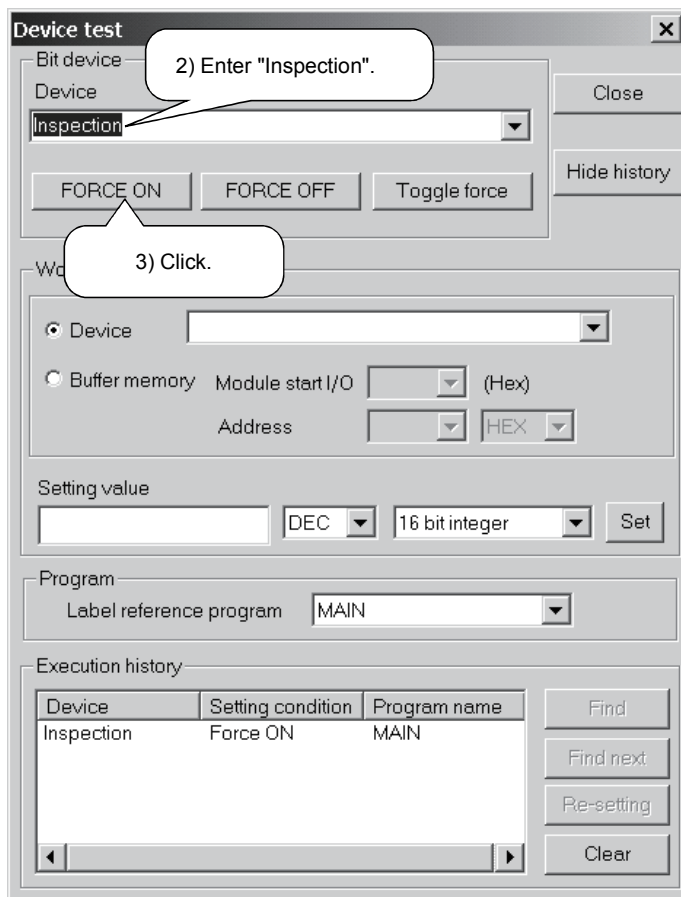 Device test
Bit device
2) Enter "Inspection".
Device
Close
Inspection
Hide history
FORCE ON FORCE OFF Toggle force
3) Click.
Device
Buffer memory Module start I/O (Hex)
Address HEX
Setting value
DEC 16 bit integer Set
Program
Label reference program MAIN
Execution history
Device Setting condition Program name
Inspection Force ON MAIN
Find
Find next
Re-setting
Clear